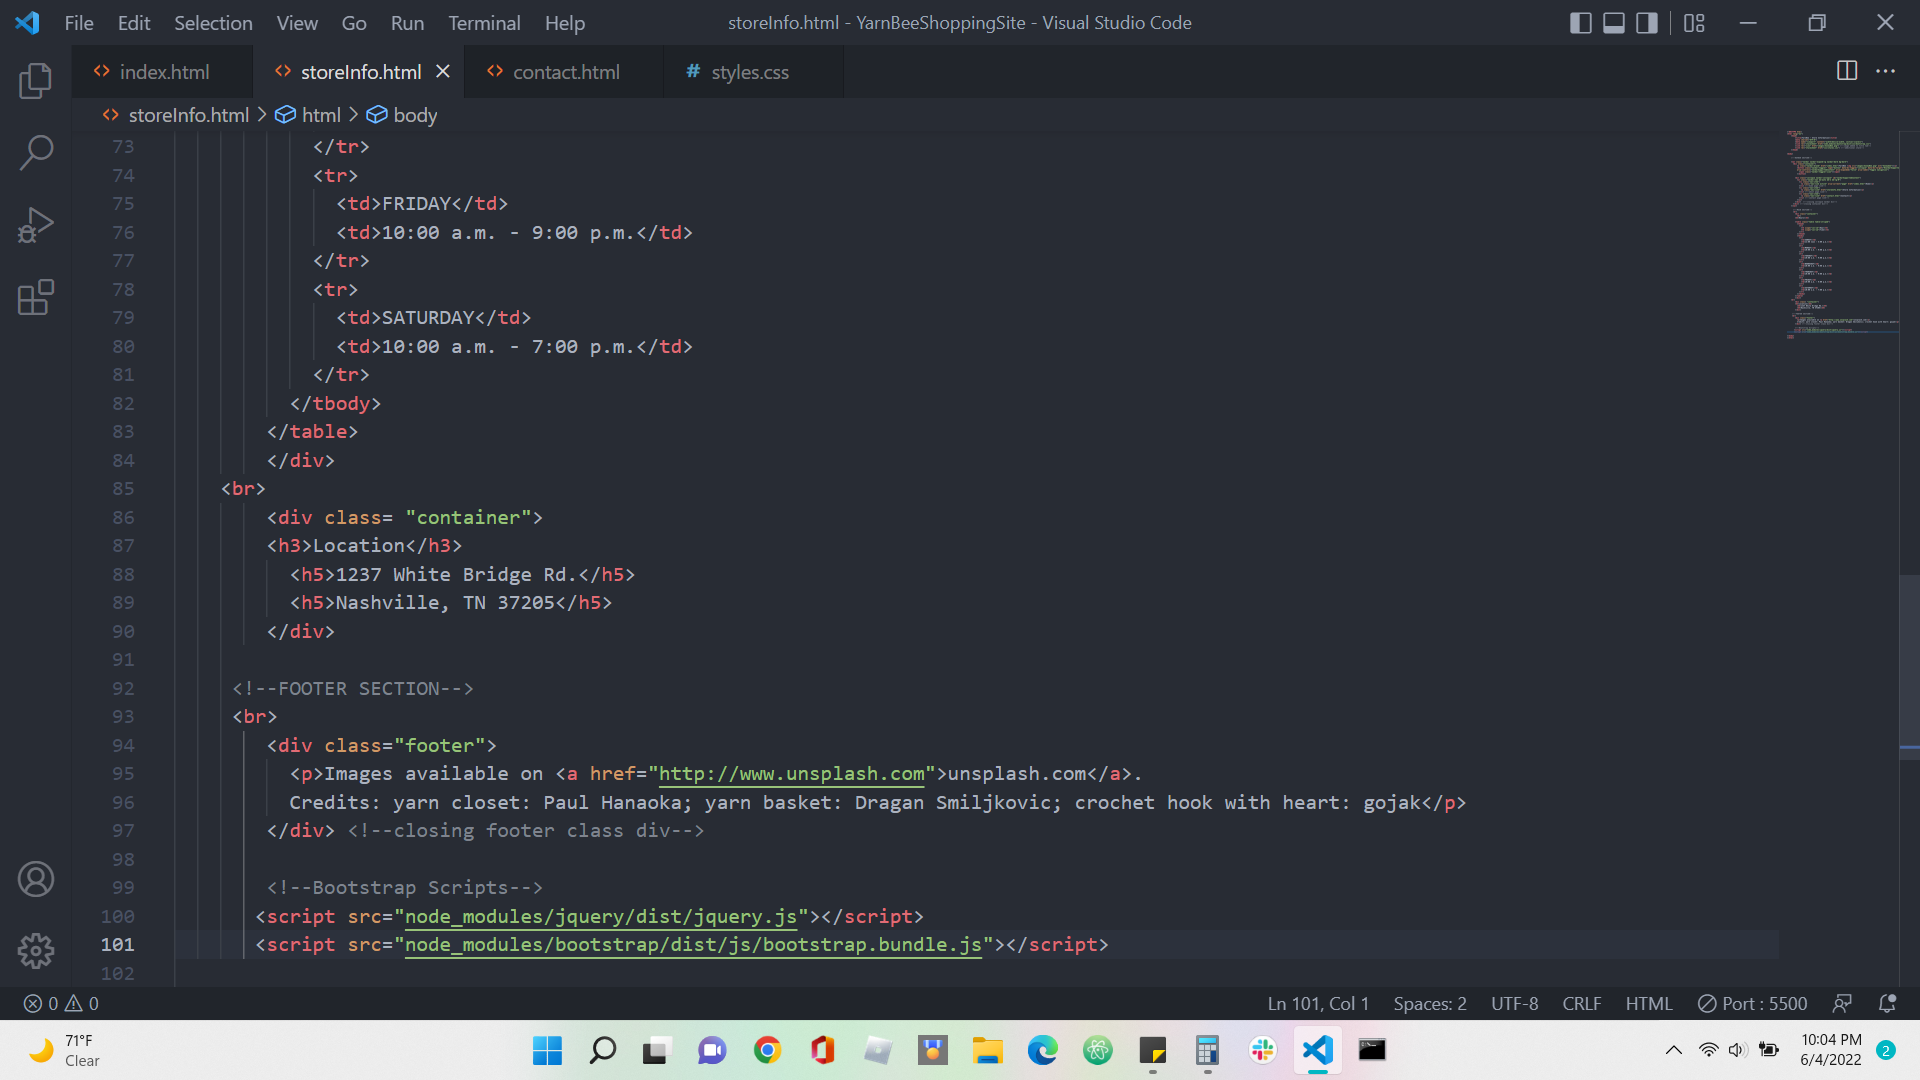 File Edit Selection View Go Run Terminal Help storeInfo.html - YarnBeeShoppingSite - Visual Studio Code
index.html storeInfo.html contact.html # styles.css
storeInfo.html > html > body
73 </tr>
74 <tr>
75 <td>FRIDAY</td>
76 <td>10:00 a.m. - 9:00 p.m.</td>
77 </tr>
78 <tr>
79 <td>SATURDAY</td>
80 <td>10:00 a.m. - 7:00 p.m.</td>
81 </tr>
82 </tbody>
83 </table>
84 </div>
85 <br>
86 <div class= "container">
87 <h3>Location</h3>
88 <h5>1237 White Bridge Rd.</h5>
89 <h5>Nashville, TN 37205</h5>
90 </div>
91
92 <!--FOOTER SECTION-->
93 <br>
94 <div class="footer">
95 <p>Images available on <a href="http://www.unsplash.com">unsplash.com</a>.
96 Credits: yarn closet: Paul Hanaoka; yarn basket: Dragan Smiljkovic; crochet hook with heart: gojak</p>
97 </div> <!--closing footer class div-->
98
99 <!--Bootstrap Scripts-->
100 <script src="node_modules/jquery/dist/jquery.js"></script>
101 <script src="node_modules/bootstrap/dist/js/bootstrap.bundle.js"></script>
102
0 0 Ln 101, Col 1 Spaces: 2 UTF-8 CRLF HTML Port : 5500
71°F
Clear
10:04 PM
6/4/2022
2